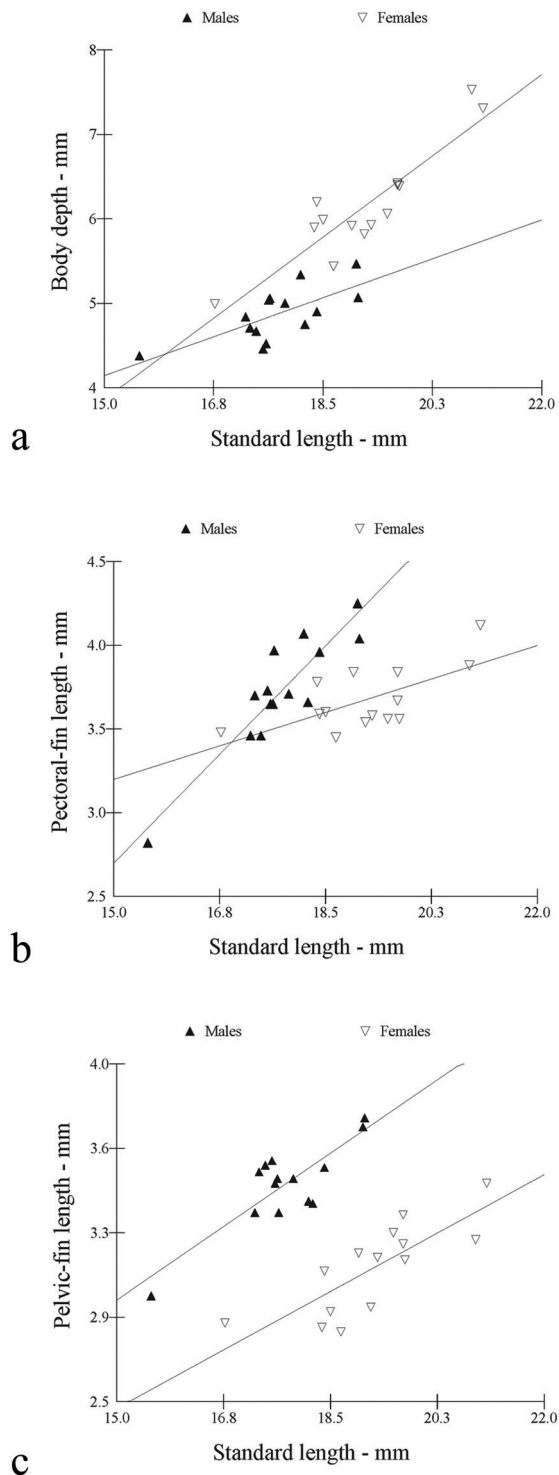 Males Females
8
7
6
5
4
Body depth - mm
15.0 16.8 18.5 20.3 22.0
Standard length - mm
a
Males Females
4.5
4.0
3.5
3.0
2.5
Pectoral-fin length - mm
15.0 16.8 18.5 20.3 22.0
Standard length - mm
b
Males Females
4.0
3.6
3.3
2.9
2.5
Pelvic-fin length - mm
15.0 16.8 18.5 20.3 22.0
Standard length - mm
c